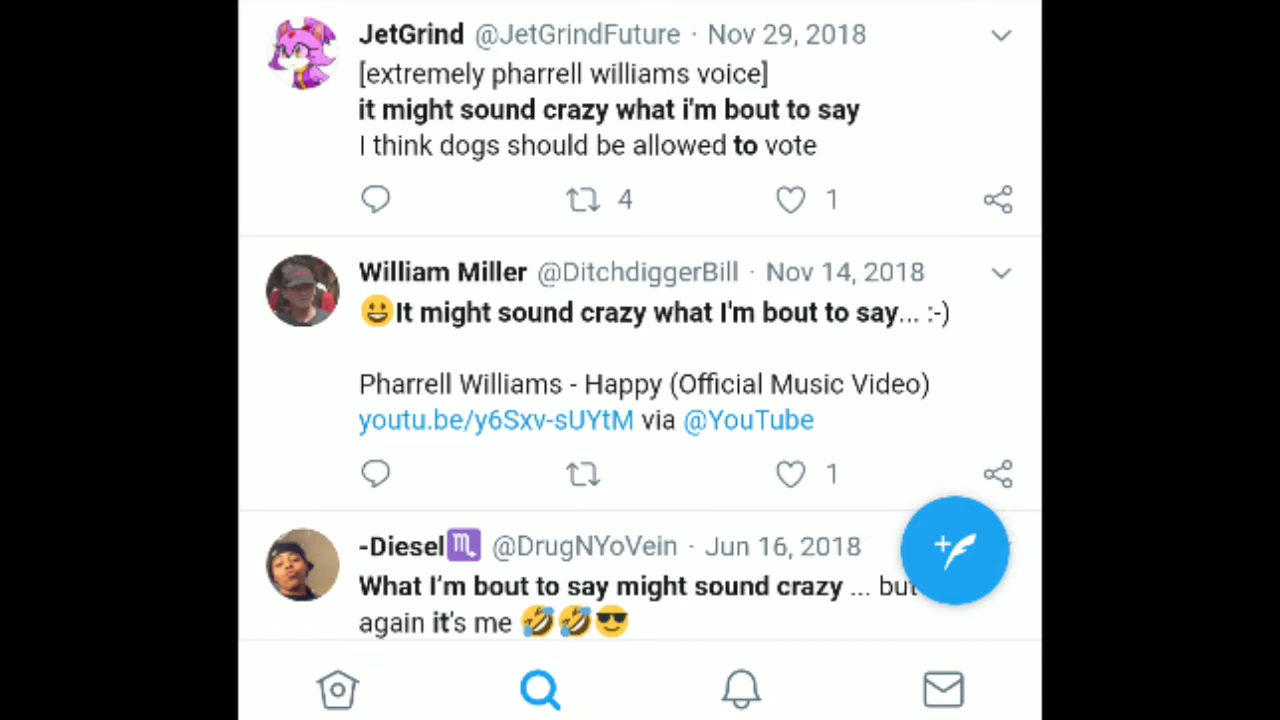 JetGrind @JetGrindFuture · Nov 29, 2018
[extremely pharrell williams voice]
it might sound crazy what i'm bout to say
I think dogs should be allowed to vote
4 1
William Miller @DitchdiggerBill · Nov 14, 2018
😀It might sound crazy what I'm bout to say... :-)
Pharrell Williams - Happy (Official Music Video)
youtu.be/y6Sxv-sUYtM via @YouTube
1
-Diesel♏ @DrugNYoVein · Jun 16, 2018
What I'm bout to say might sound crazy ... but
again it's me 🤣🤣😎